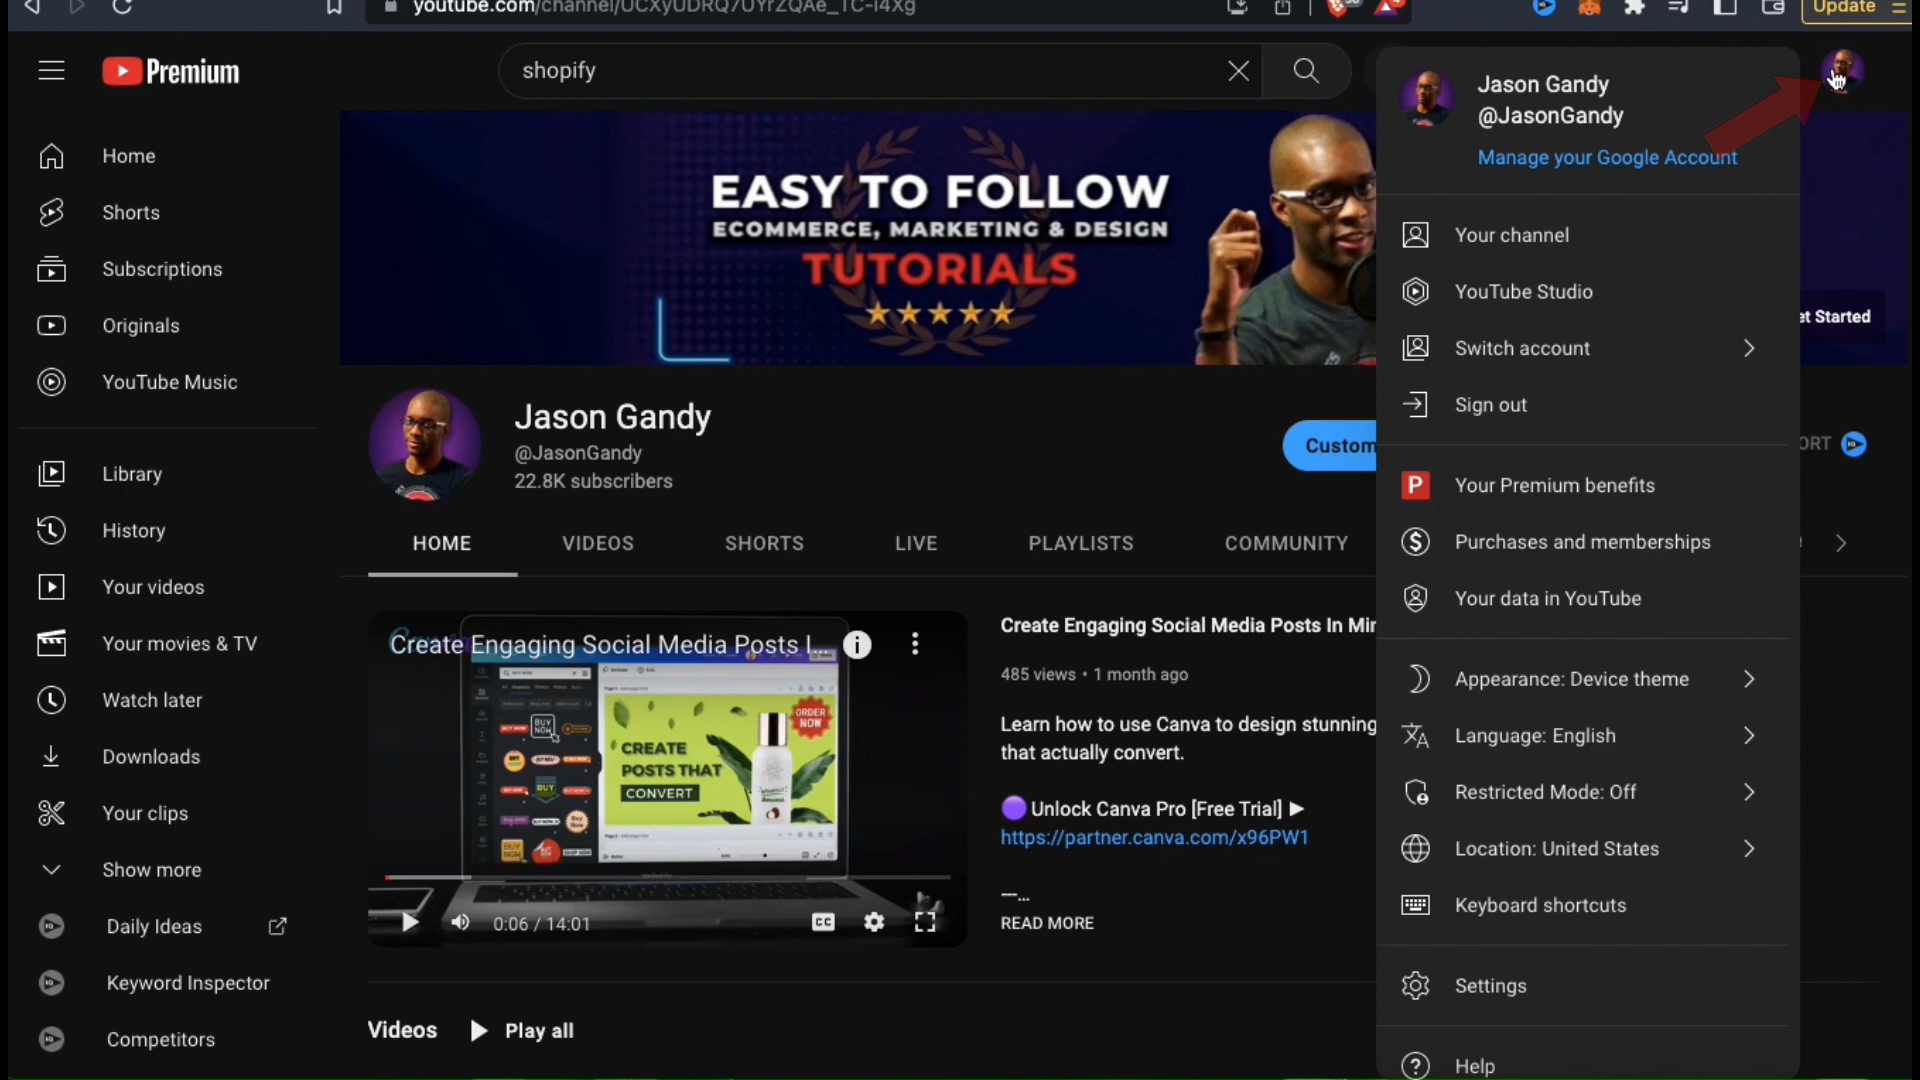 youtube.com/channel/UCXyUDRQ7UYrZQAe_TC-i4Xg
Update
Premium
shopify
Home
Shorts
Subscriptions
Originals
YouTube Music
Library
History
Your videos
Your movies & TV
Watch later
Downloads
Your clips
Show more
Daily Ideas
Keyword Inspector
Competitors
EASY TO FOLLOW
ECOMMERCE, MARKETING & DESIGN
TUTORIALS
et Started
Jason Gandy
@JasonGandy
22.8K subscribers
Custom
ORT
HOME
VIDEOS
SHORTS
LIVE
PLAYLISTS
COMMUNITY
Create Engaging Social Media Posts I...
ORDER
NOW
BUY
NOW
CREATE
POSTS THAT
CONVERT
0:06 / 14:01
CC
Create Engaging Social Media Posts In Min
485 views • 1 month ago
Learn how to use Canva to design stunning
that actually convert.
Unlock Canva Pro [Free Trial] ►
https://partner.canva.com/x96PW1
---...
READ MORE
Videos
Play all
Jason Gandy
@JasonGandy
Manage your Google Account
Your channel
YouTube Studio
Switch account
Sign out
P
Your Premium benefits
Purchases and memberships
Your data in YouTube
Appearance: Device theme
Language: English
Restricted Mode: Off
Location: United States
Keyboard shortcuts
Settings
Help